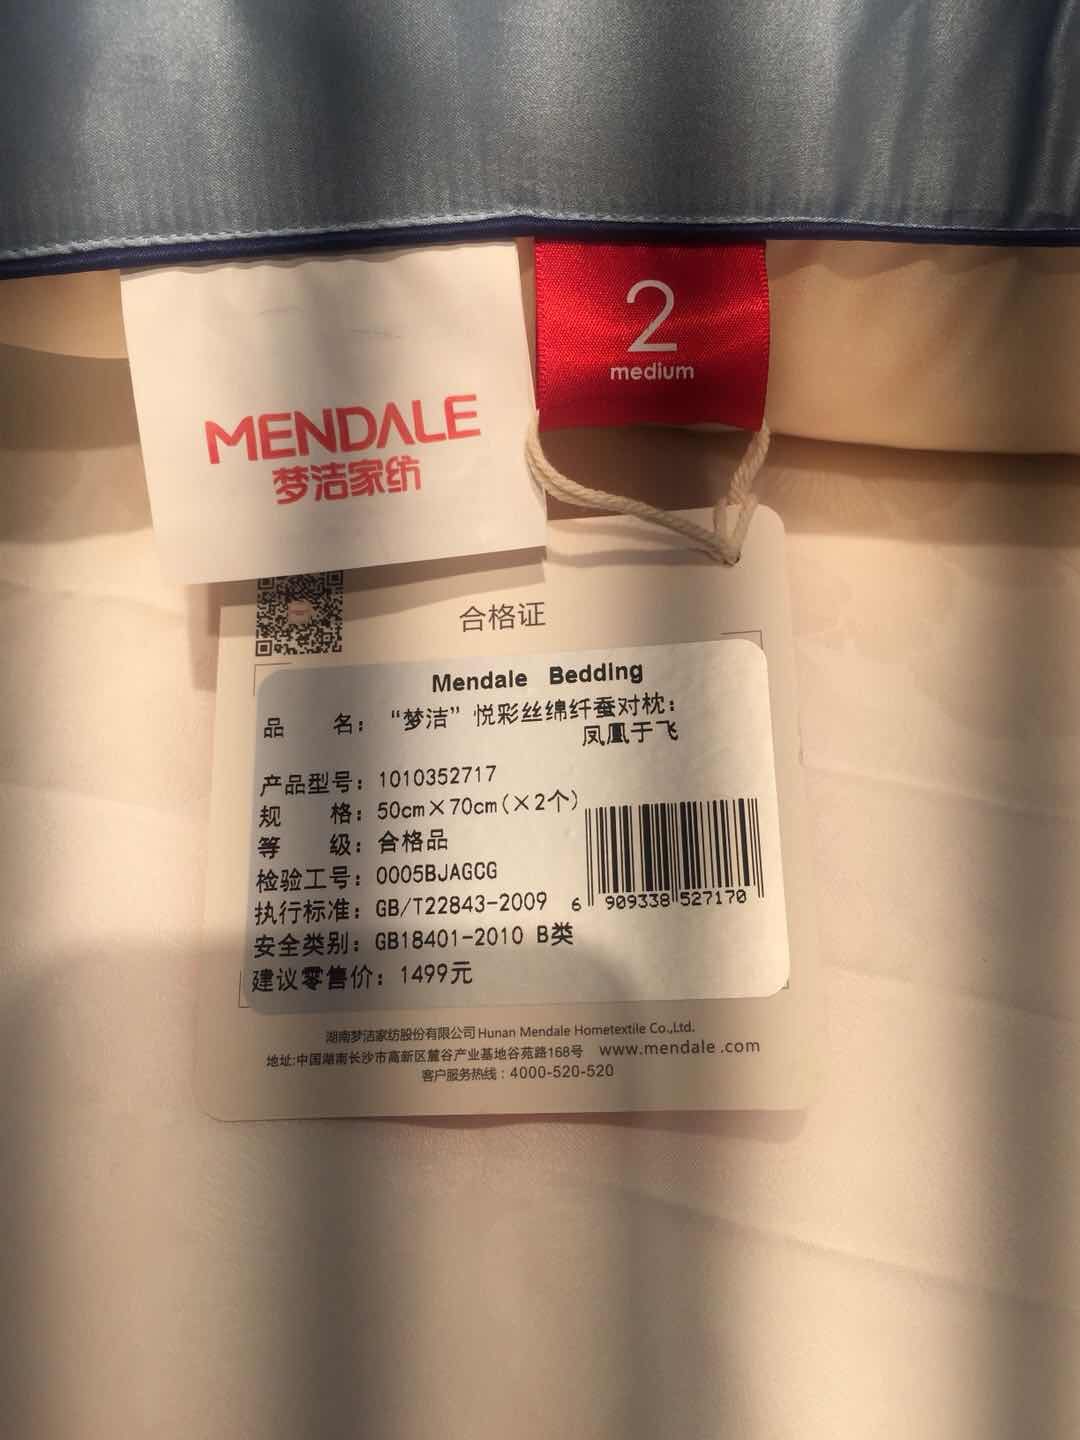 2
medium
MENDALE
梦洁家纺
合格证
Mendale Bedding
品 名：“梦洁”悦彩丝绵纤蚕对枕：
凤凰于飞
产品型号：1010352717
规 格：50cm×70cm(×2个)
等 级：合格品
检验工号：0005BJAGCG
执行标准：GB/T22843-2009
6 909338 527170
安全类别：GB18401-2010 B类
建议零售价：1499元
湖南梦洁家纺股份有限公司 Hunan Mendale Hometextile Co.,Ltd.
地址:中国湖南长沙市高新区麓谷产业基地谷苑路168号 www.mendale.com
客户服务热线：4000-520-520